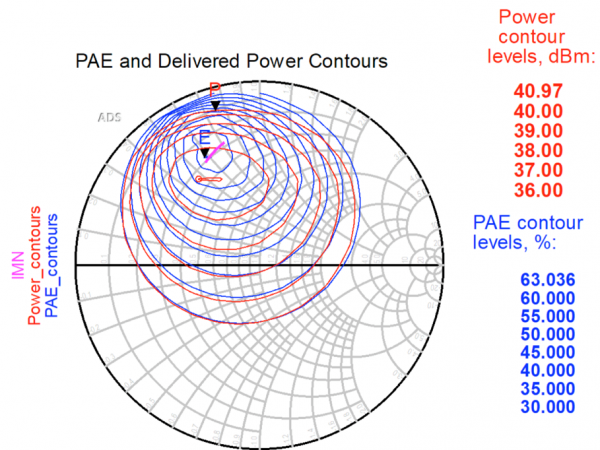 Power
contour
levels, dBm:
PAE and Delivered Power Contours
40.97
40.00
39.00
38.00
37.00
36.00
P
ADS
E
PAE contour
levels, %:
63.036
60.000
55.000
50.000
45.000
40.000
35.000
30.000
IMN
Power_contours
PAE_contours